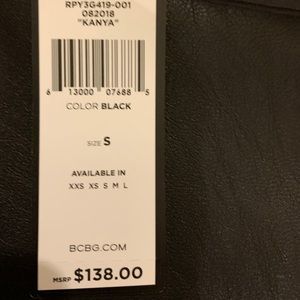 RPY3G419-001
082018
"KANYA"
6 13000 07688 5
COLOR BLACK
SIZE S
AVAILABLE IN
XXS XS S M L
BCBG.COM
MSRP $138.00